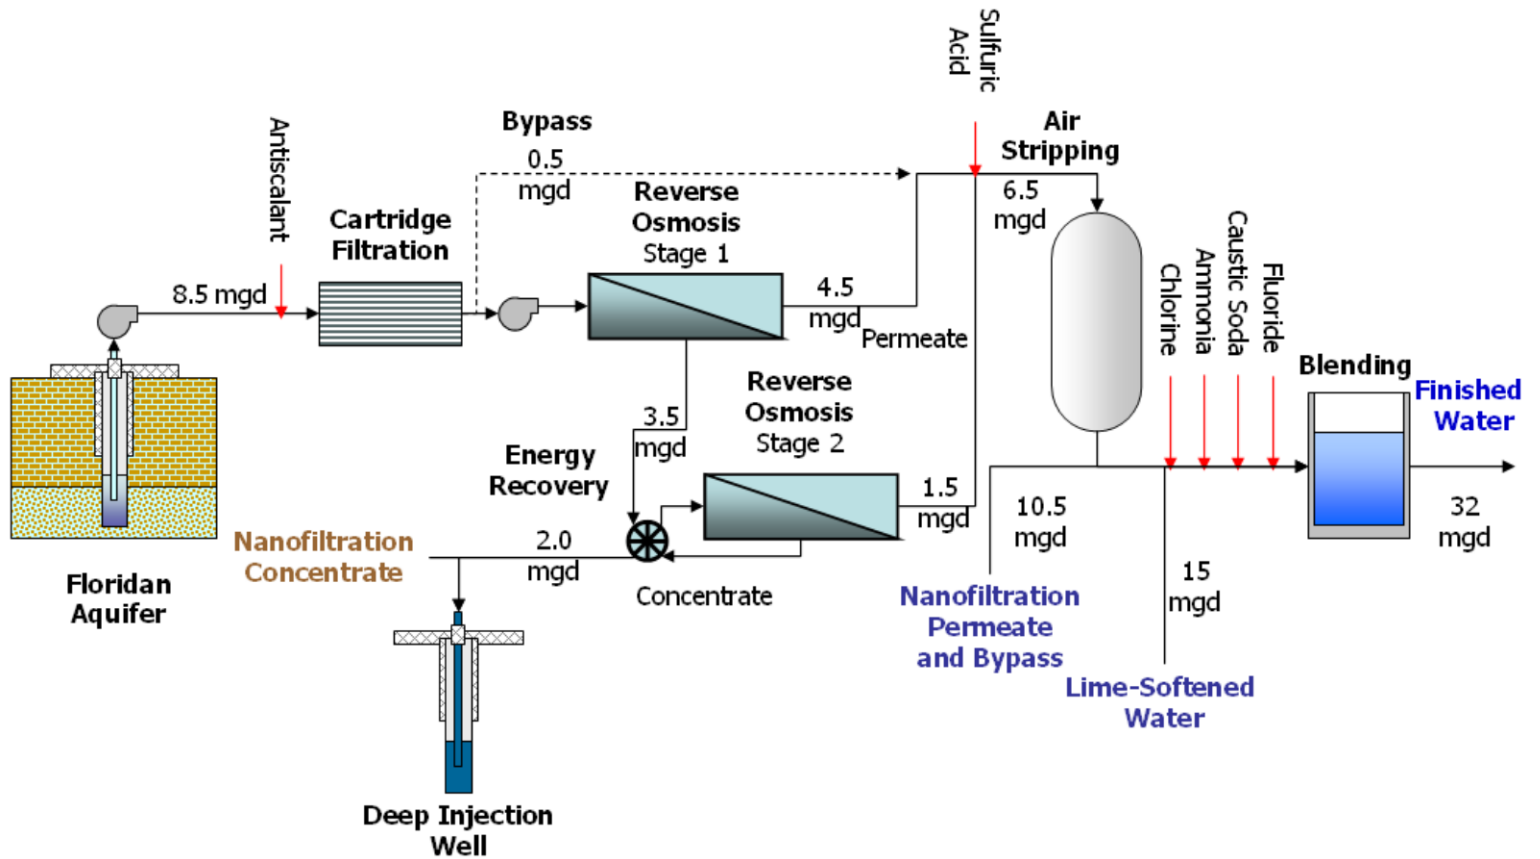 Sulfuric
Acid
Antiscalant
Bypass
0.5
mgd
Air
Stripping
6.5
mgd
Reverse
Osmosis
Stage 1
Cartridge
Filtration
8.5 mgd
4.5
mgd
Permeate
Chlorine
Ammonia
Caustic Soda
Fluoride
Blending
Finished
Water
Reverse
Osmosis
Stage 2
3.5
mgd
Energy
Recovery
1.5
mgd
10.5
mgd
32
mgd
Nanofiltration
Concentrate
2.0
mgd
Concentrate
Floridan
Aquifer
15
mgd
Nanofiltration
Permeate
and Bypass
Lime-Softened
Water
Deep Injection
Well